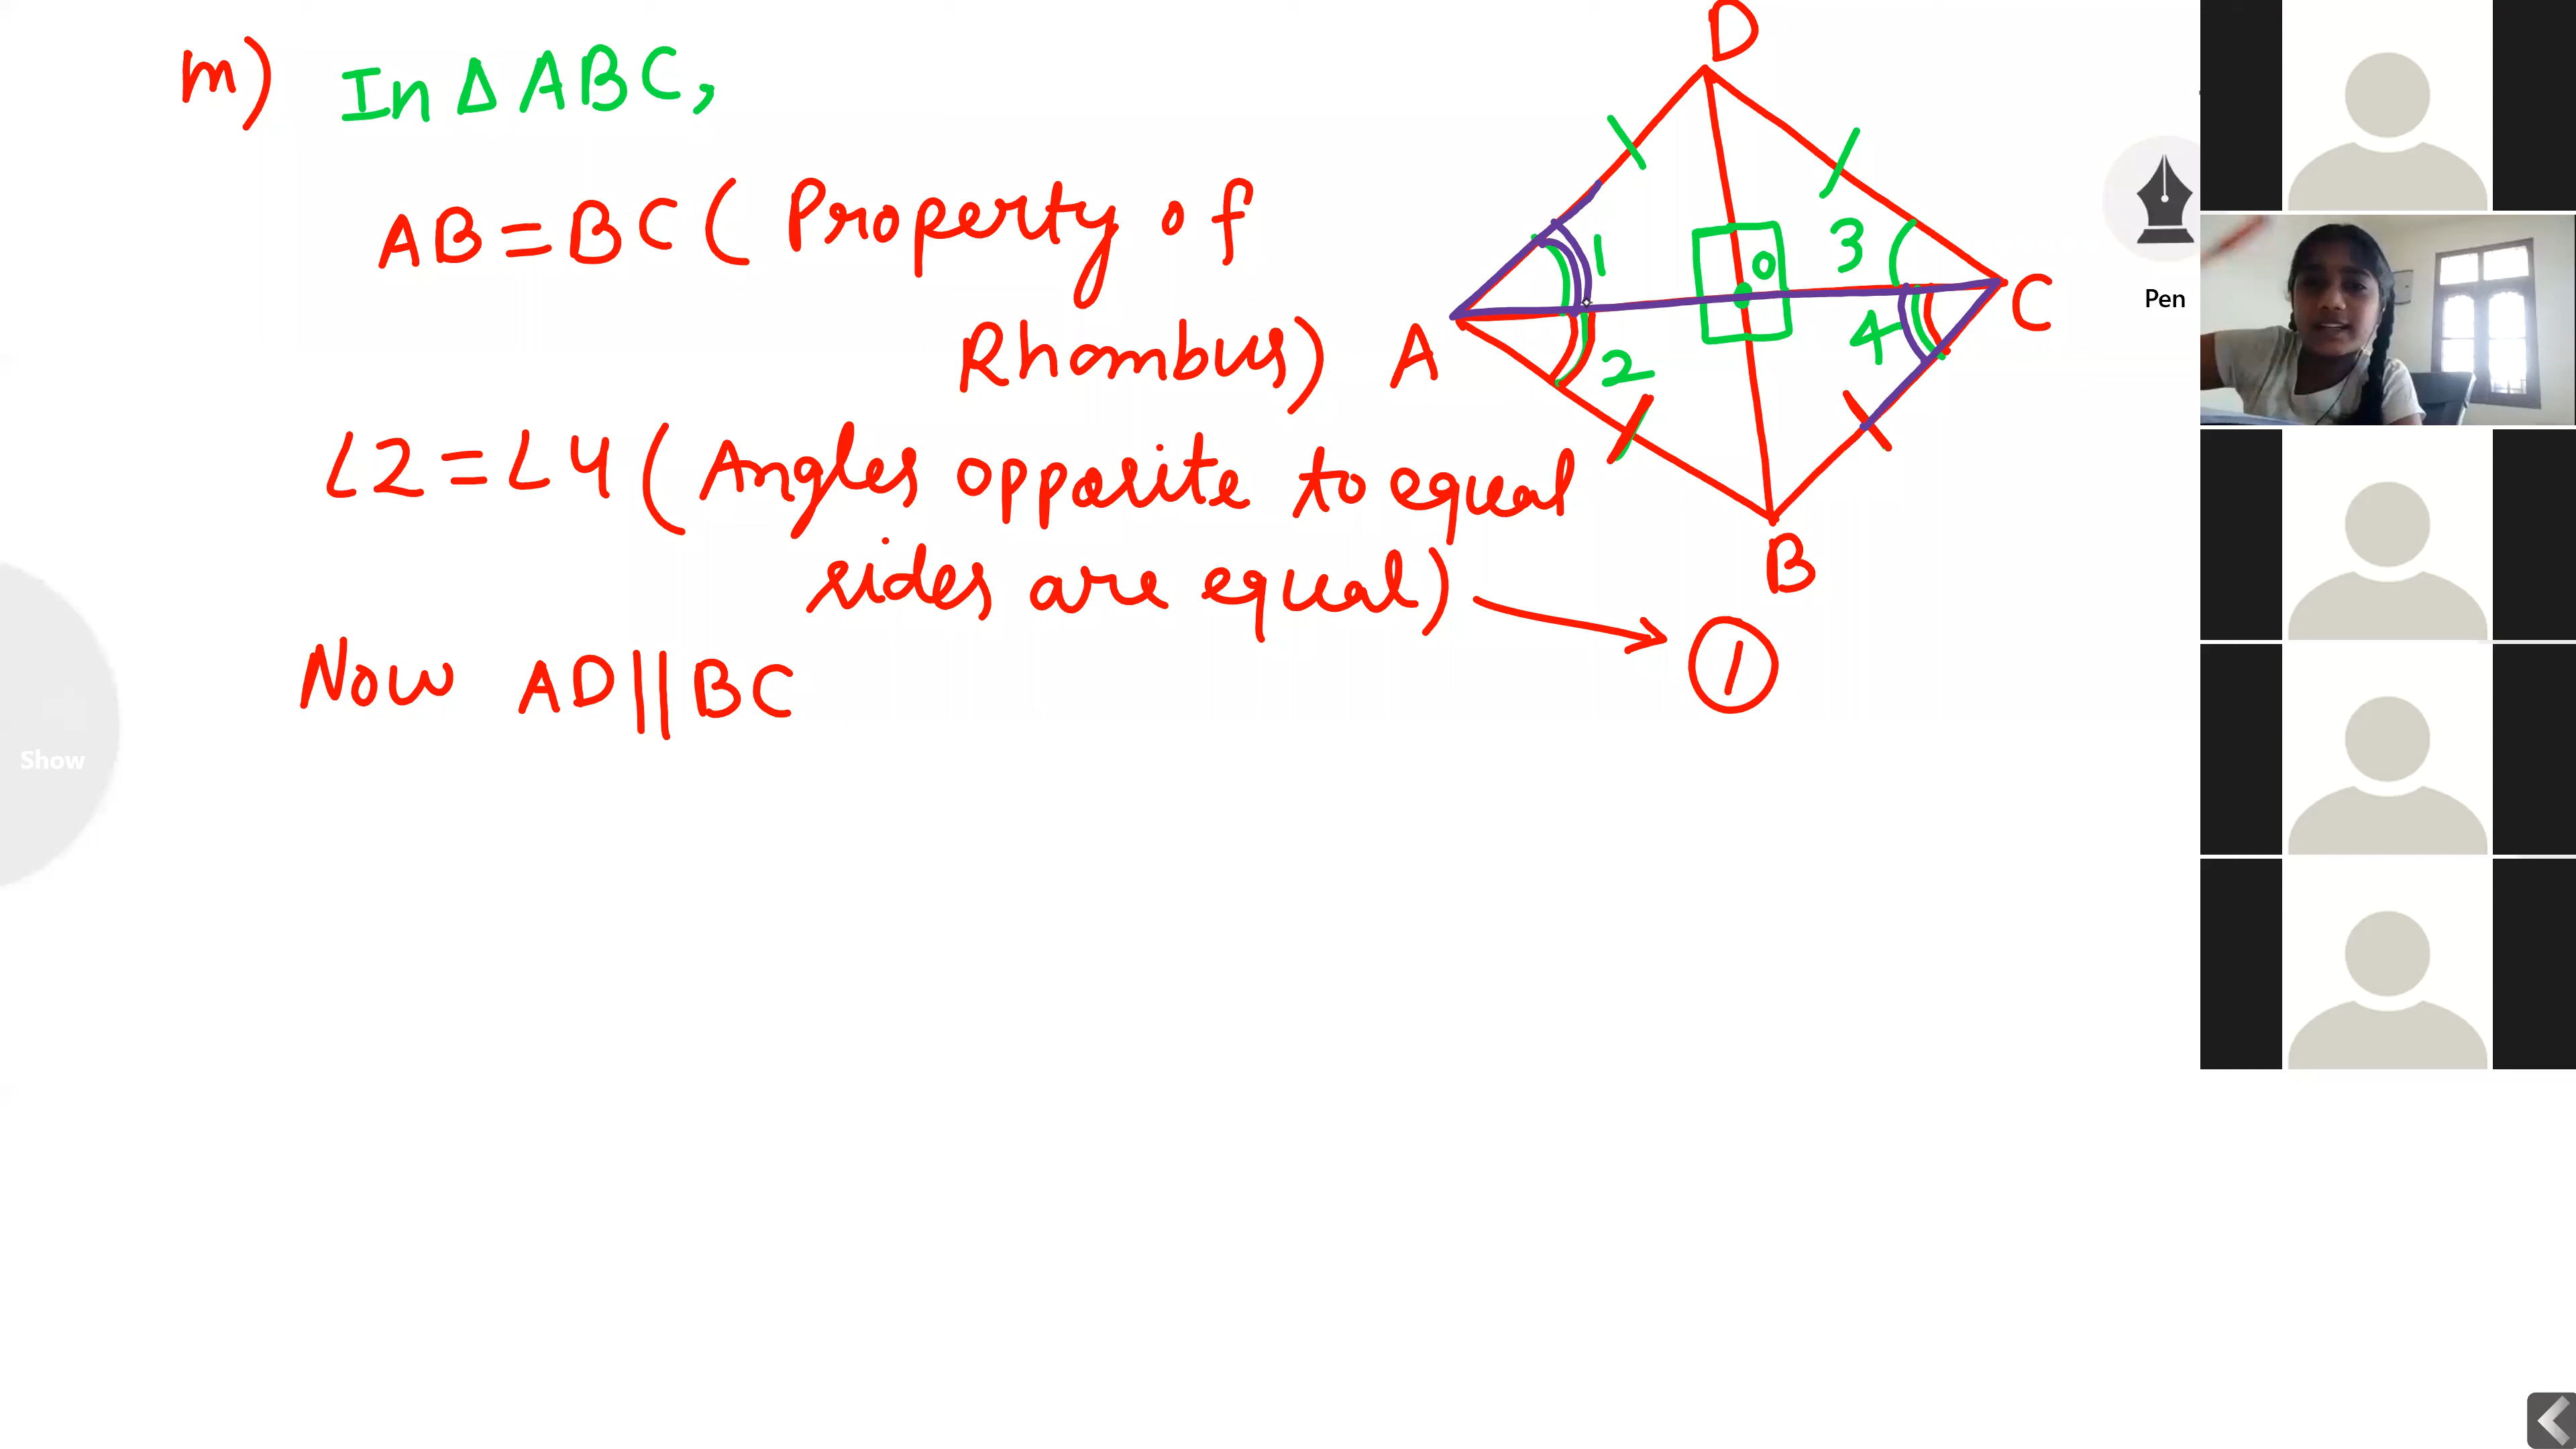 m) In Δ ABC,
AB = BC ( Property of
Rhombus)
∠2 = ∠4 ( Angles opposite to equal
sides are equal) → ①
Now AD || BC
D
1
3
O
C
A
2
4
B
Pen
Show